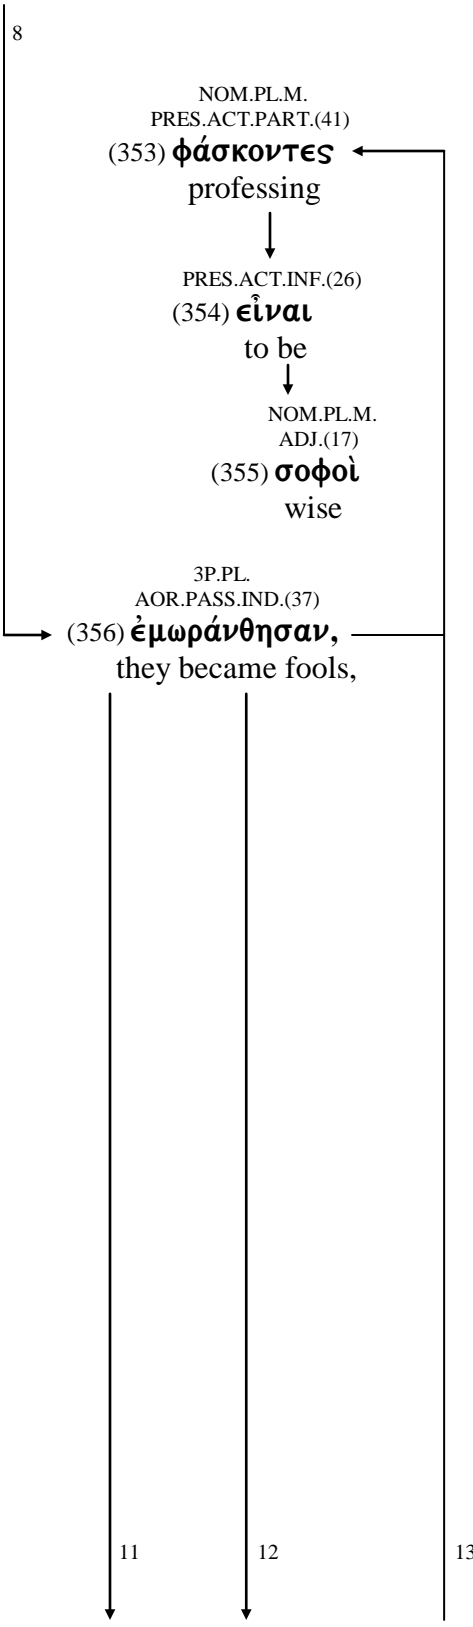 8
NOM.PL.M.
PRES.ACT.PART.(41)
(353) φάσκοντες
professing
PRES.ACT.INF.(26)
(354) εἶναι
to be
NOM.PL.M.
ADJ.(17)
(355) σοφοὶ
wise
3P.PL.
AOR.PASS.IND.(37)
(356) ἐμωράνθησαν,
they became fools,
11 12 13